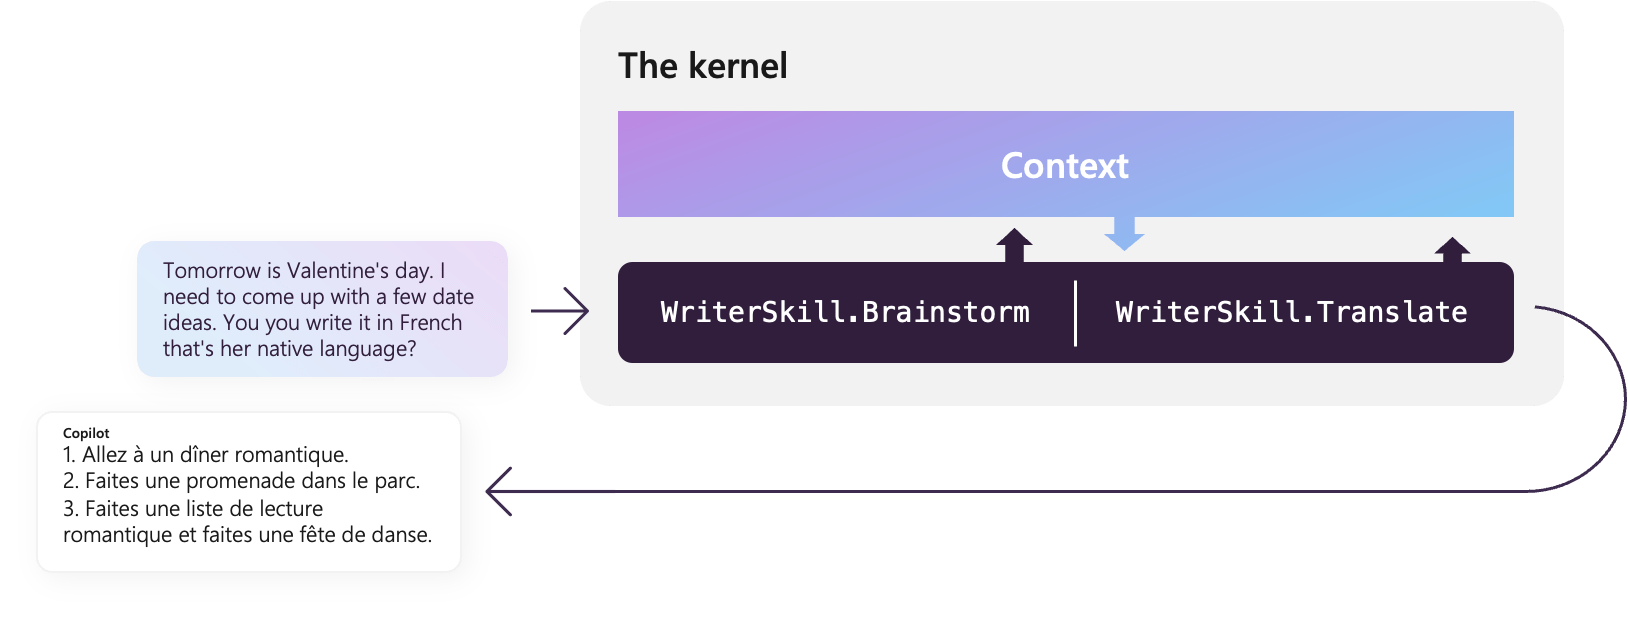 The kernel
Context
Tomorrow is Valentine's day. I
need to come up with a few date
ideas. You you write it in French
that's her native language?
WriterSkill.Brainstorm
WriterSkill.Translate
Copilot
1. Allez à un dîner romantique.
2. Faites une promenade dans le parc.
3. Faites une liste de lecture
romantique et faites une fête de danse.